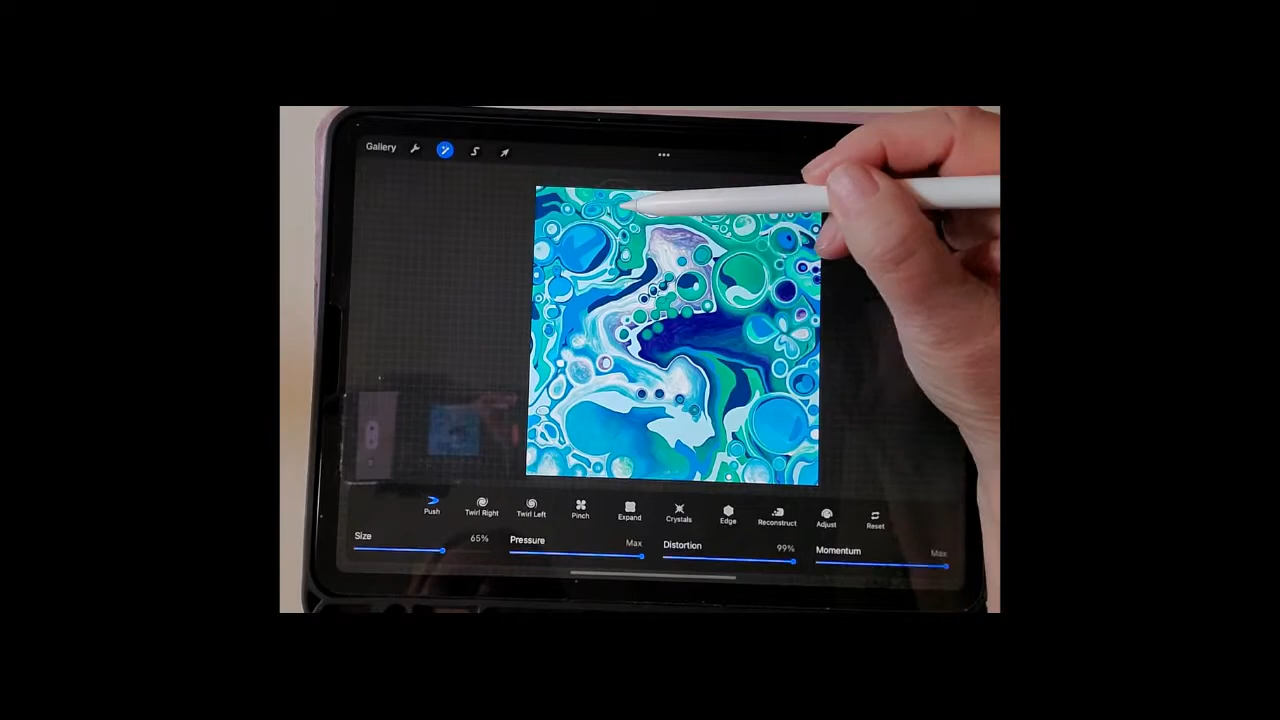 Gallery
Push
Twirl Right
Twirl Left
Pinch
Expand
Crystals
Edge
Reconstruct
Adjust
Reset
Size 65%
Pressure Max
Distortion 99%
Momentum Max